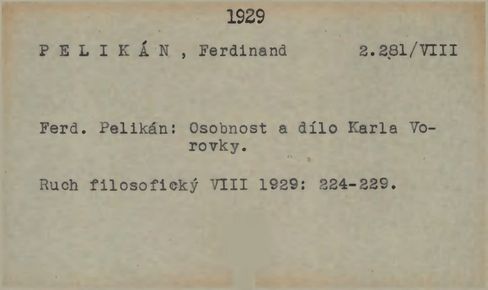 1929
P E L I K Á N , Ferdinand 2.281/VIII
Ferd. Pelikán: Osobnost a dílo Karla Vo-
rovky.
Ruch filosofický VIII 1929: 224-229.